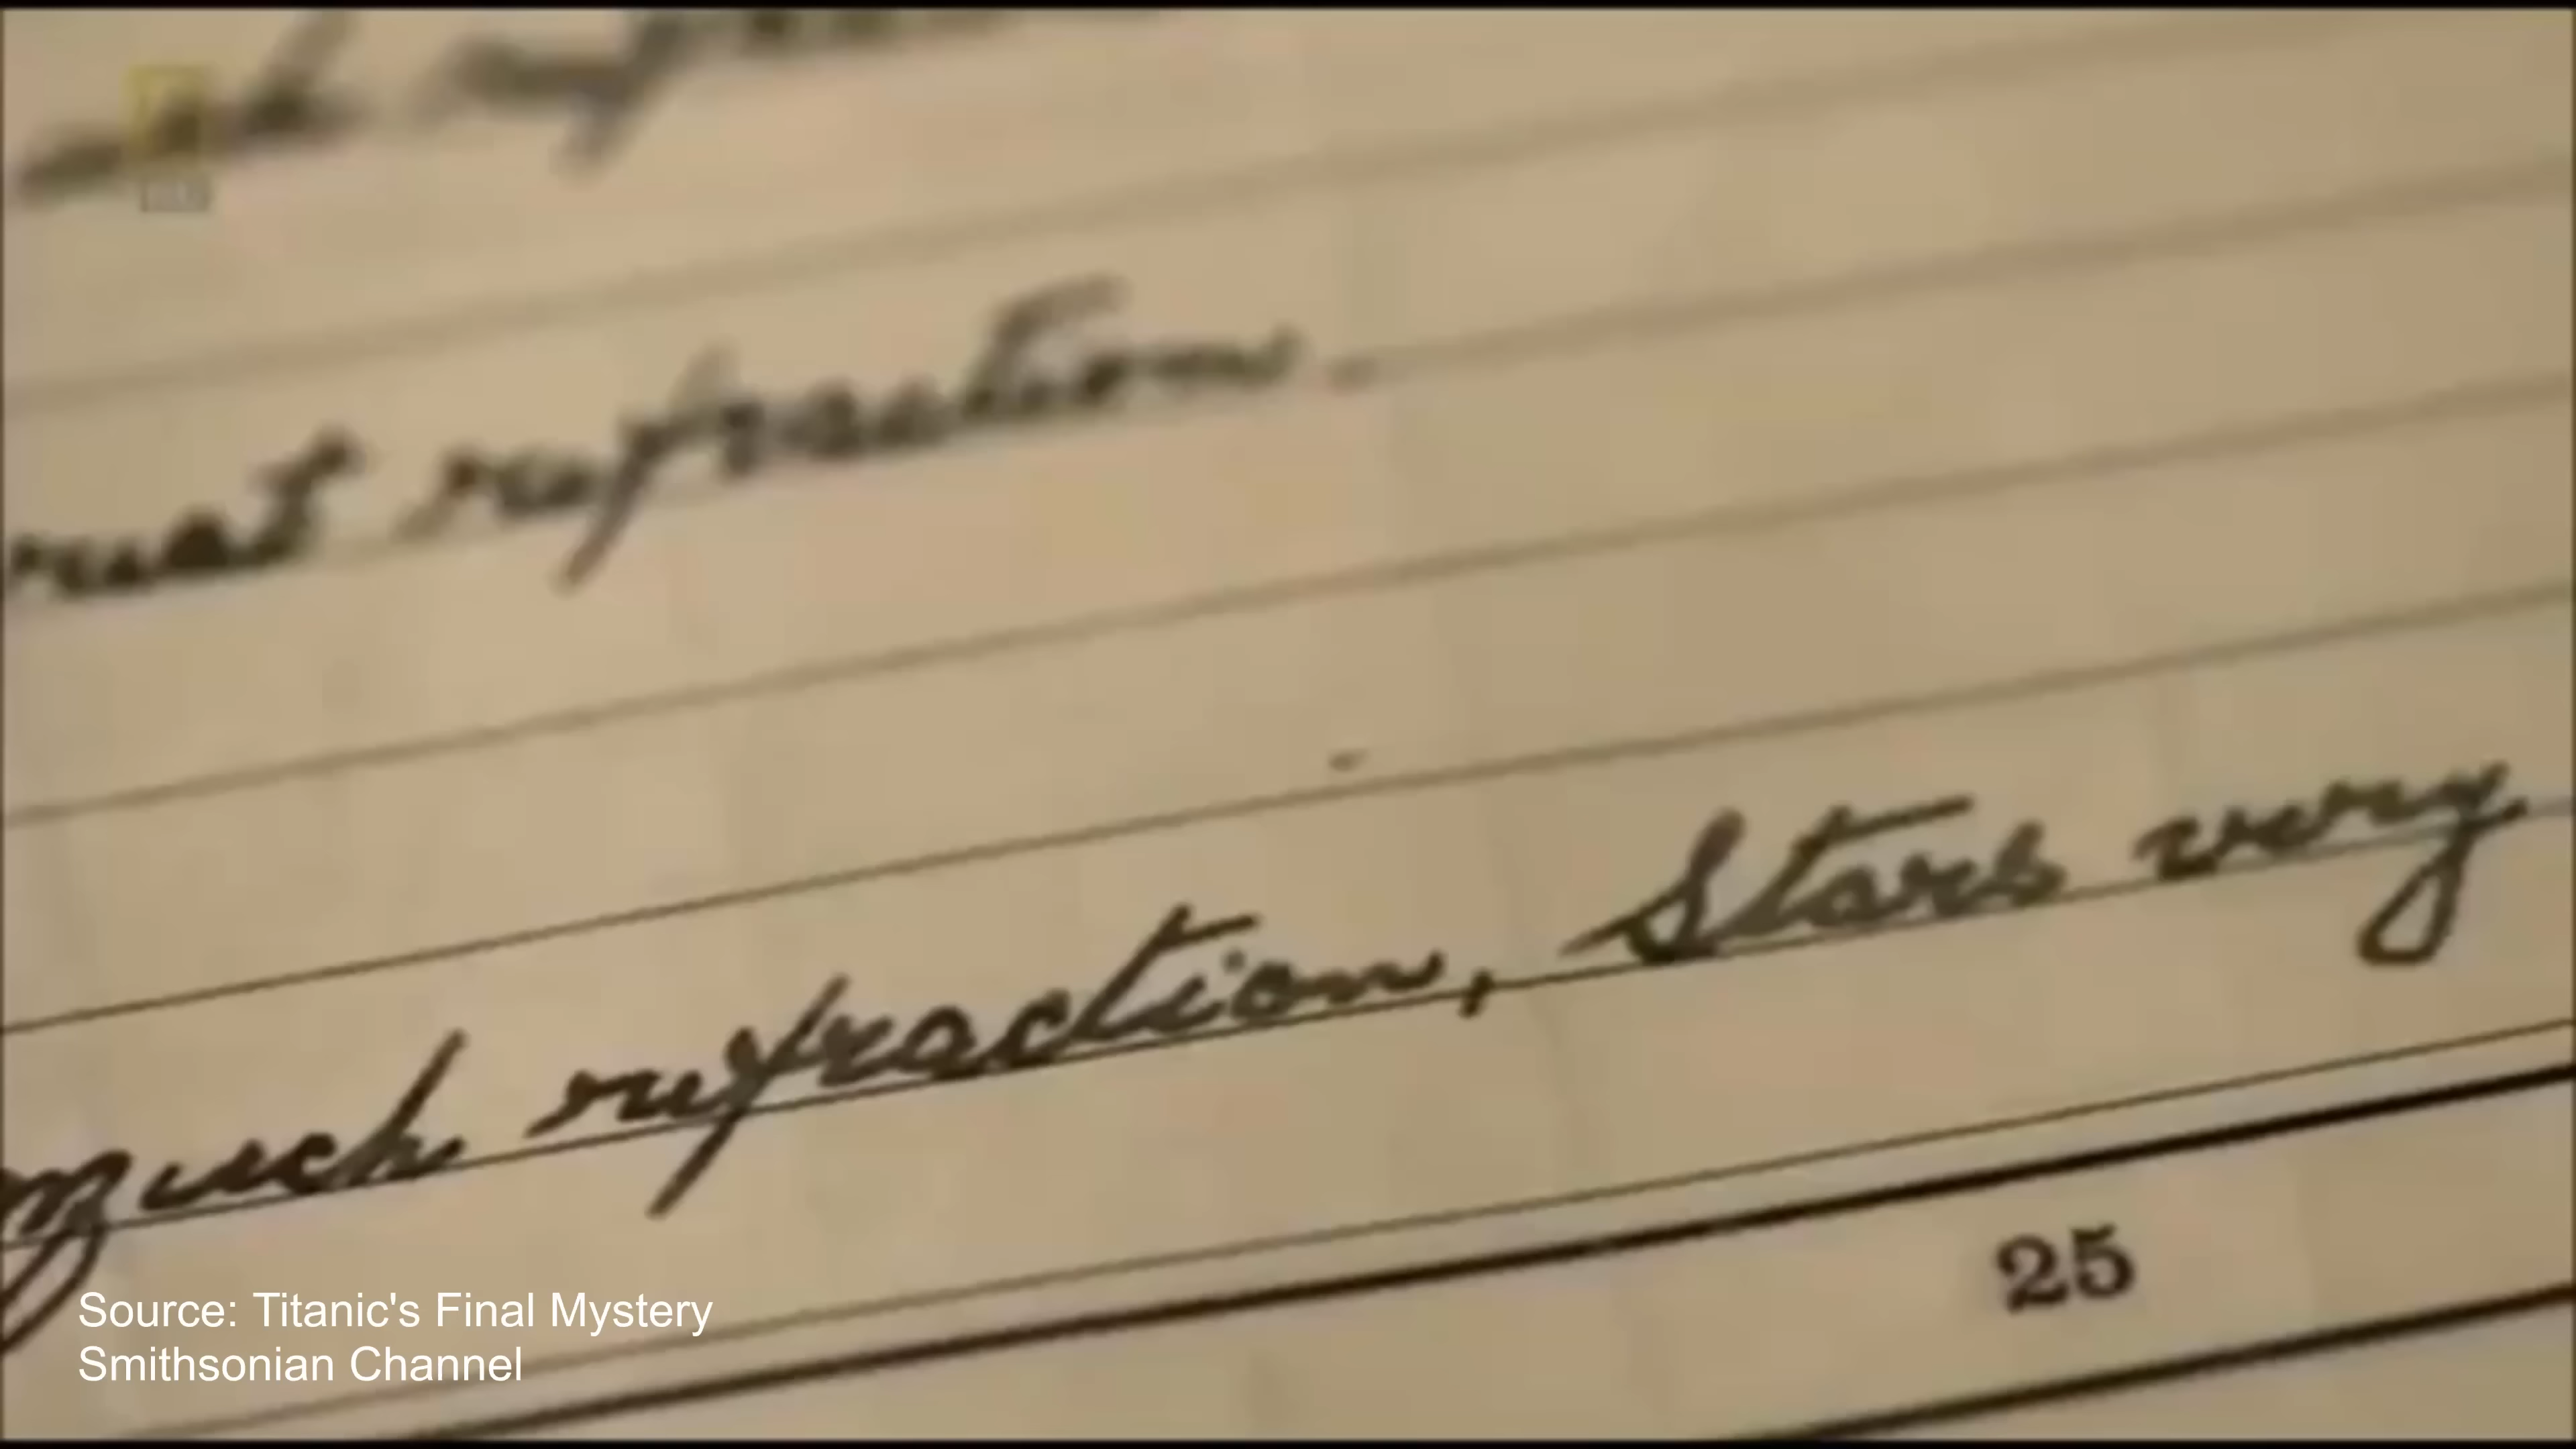 refraction
much refraction, Stars very
25
Source: Titanic's Final Mystery
Smithsonian Channel